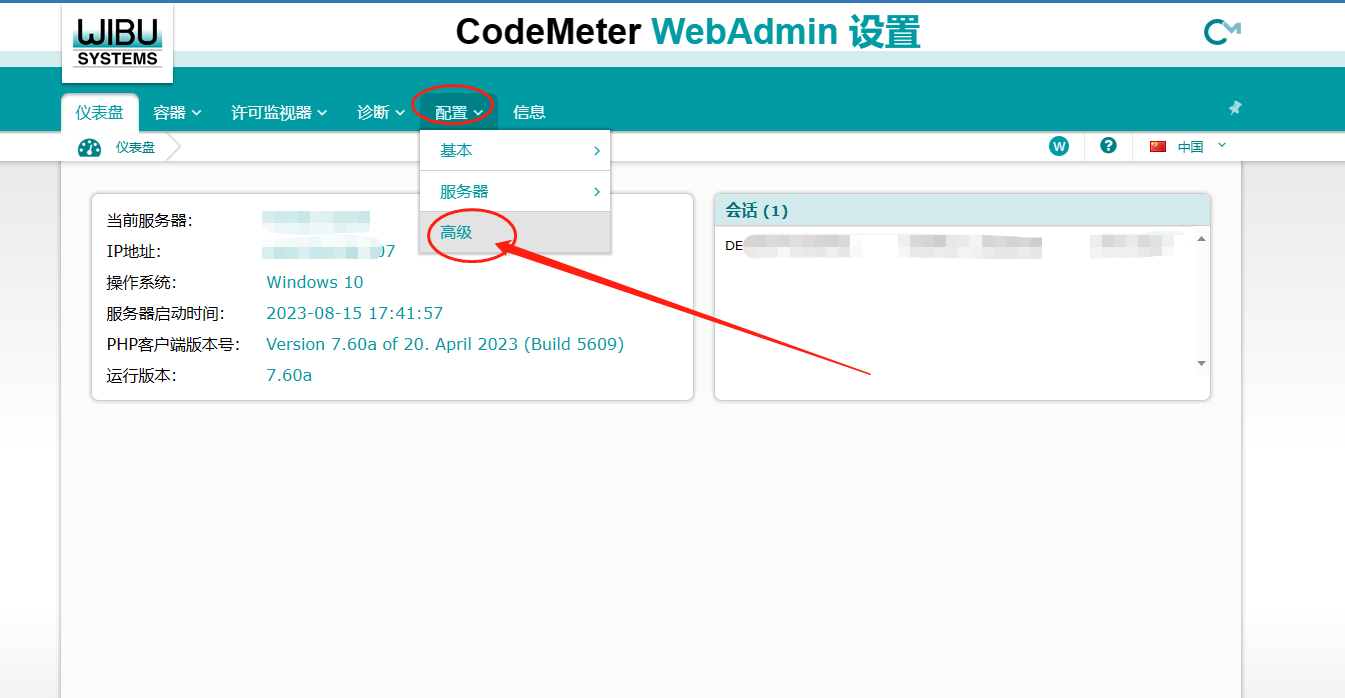 WIBU
SYSTEMS
CodeMeter WebAdmin 设置
仪表盘 容器 许可监视器 诊断 配置 信息
仪表盘
W ? 中国
基本
服务器
高级
当前服务器:
IP地址: 07
操作系统: Windows 10
服务器启动时间: 2023-08-15 17:41:57
PHP客户端版本号: Version 7.60a of 20. April 2023 (Build 5609)
运行版本: 7.60a
会话 (1)
DE